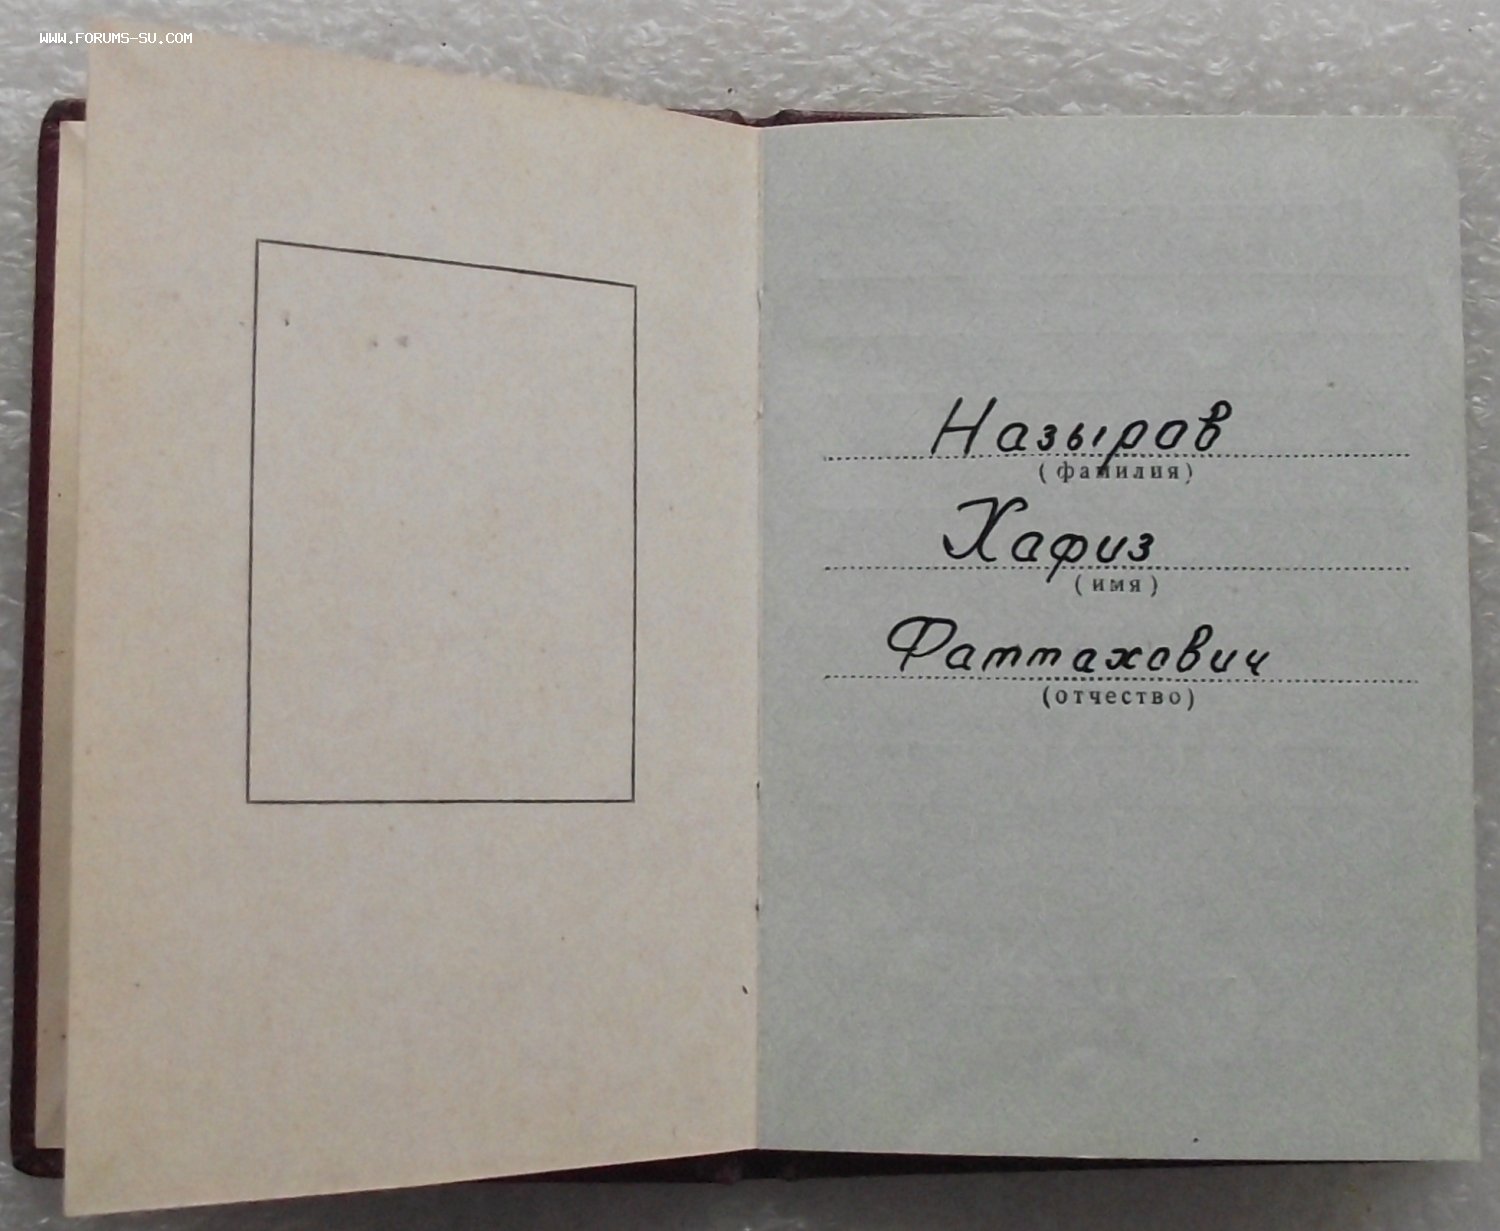 WWW.FORUMS-SU.COM
Назыров
(фамилия)
Хафиз
(имя)
Фаттахович
(отчество)